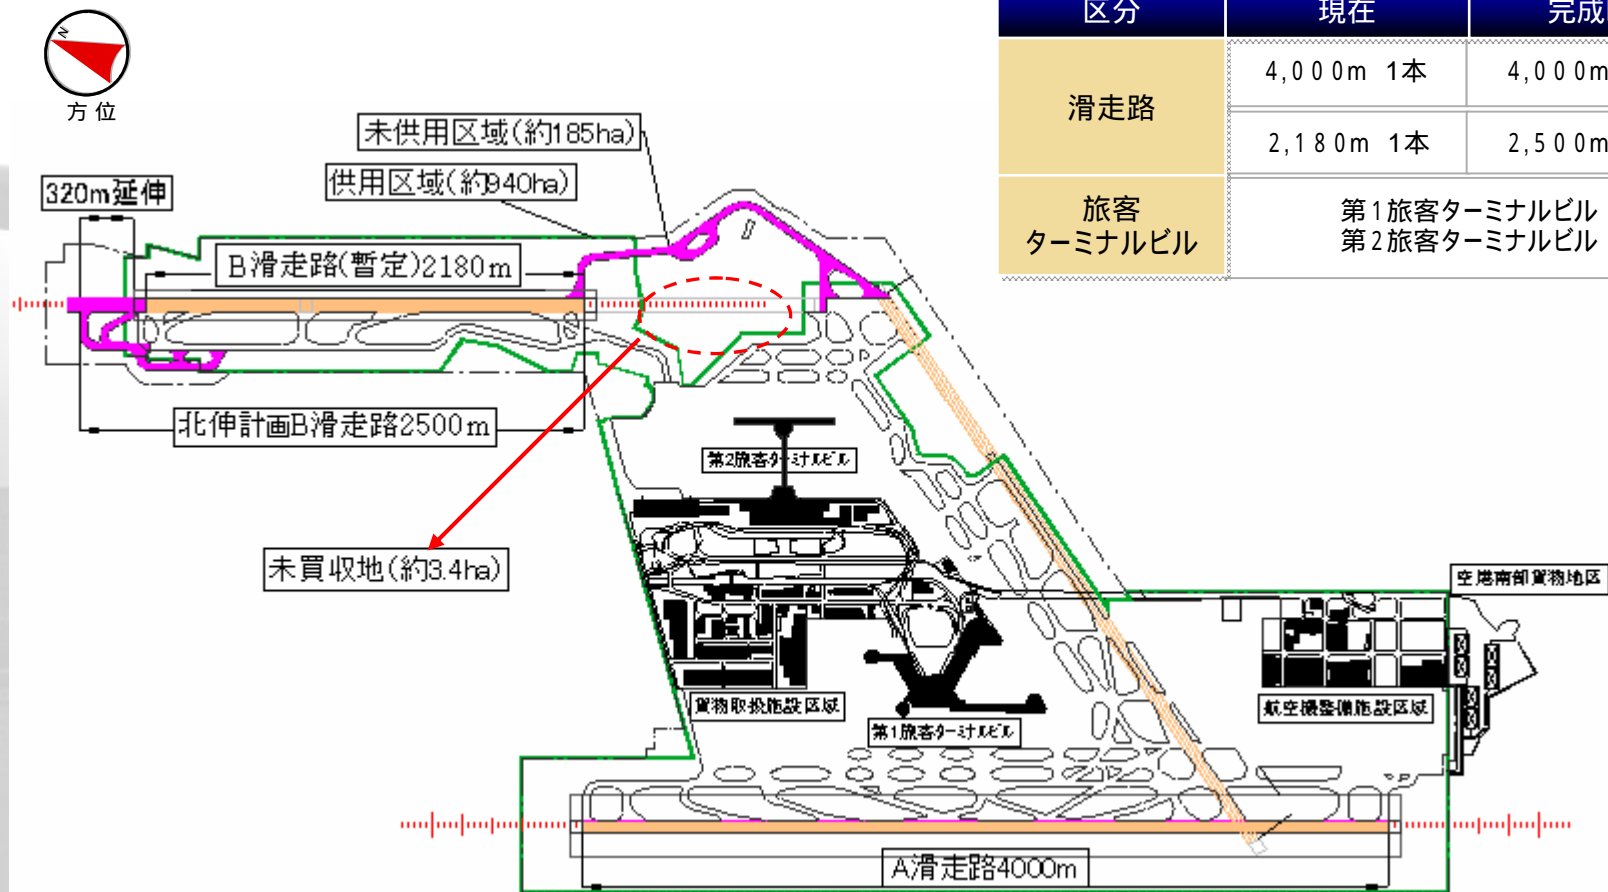 N
方位
区分
現在
完成
滑走路
4,000m 1本
4,000m
2,180m 1本
2,500m
旅客
ターミナルビル
第1旅客ターミナルビル
第2旅客ターミナルビル
未供用区域(約185ha)
供用区域(約940ha)
320m延伸
B滑走路(暫定)2180m
北伸計画B滑走路2500m
第2旅客ターミナルビル
未買収地(約3.4ha)
空港南部貨物地区
貨物取扱施設区域
第1旅客ターミナルビル
航空機整備施設区域
A滑走路4000m